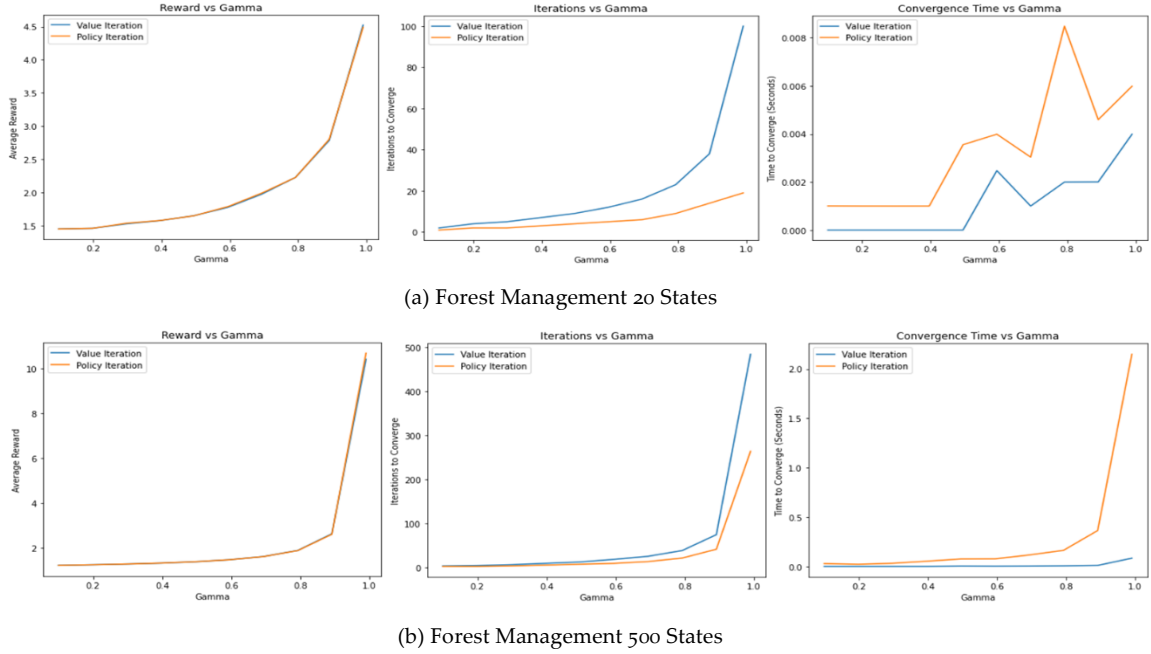 Reward vs Gamma
Value Iteration
Policy Iteration
4.5
4.0
3.5
3.0
2.5
2.0
1.5
Average Reward
0.2 0.4 0.6 0.8 1.0
Gamma
Iterations vs Gamma
Value Iteration
Policy Iteration
100
80
60
40
20
0
Iterations to Converge
0.2 0.4 0.6 0.8 1.0
Gamma
Convergence Time vs Gamma
Value Iteration
Policy Iteration
0.008
0.006
0.004
0.002
0.000
Time to Converge (Seconds)
0.2 0.4 0.6 0.8 1.0
Gamma
(a) Forest Management 20 States
Reward vs Gamma
Value Iteration
Policy Iteration
10
8
6
4
2
Average Reward
0.2 0.4 0.6 0.8 1.0
Gamma
Iterations vs Gamma
Value Iteration
Policy Iteration
500
400
300
200
100
0
Iterations to Converge
0.2 0.4 0.6 0.8 1.0
Gamma
Convergence Time vs Gamma
Value Iteration
Policy Iteration
2.0
1.5
1.0
0.5
0.0
Time to Converge (Seconds)
0.2 0.4 0.6 0.8 1.0
Gamma
(b) Forest Management 500 States